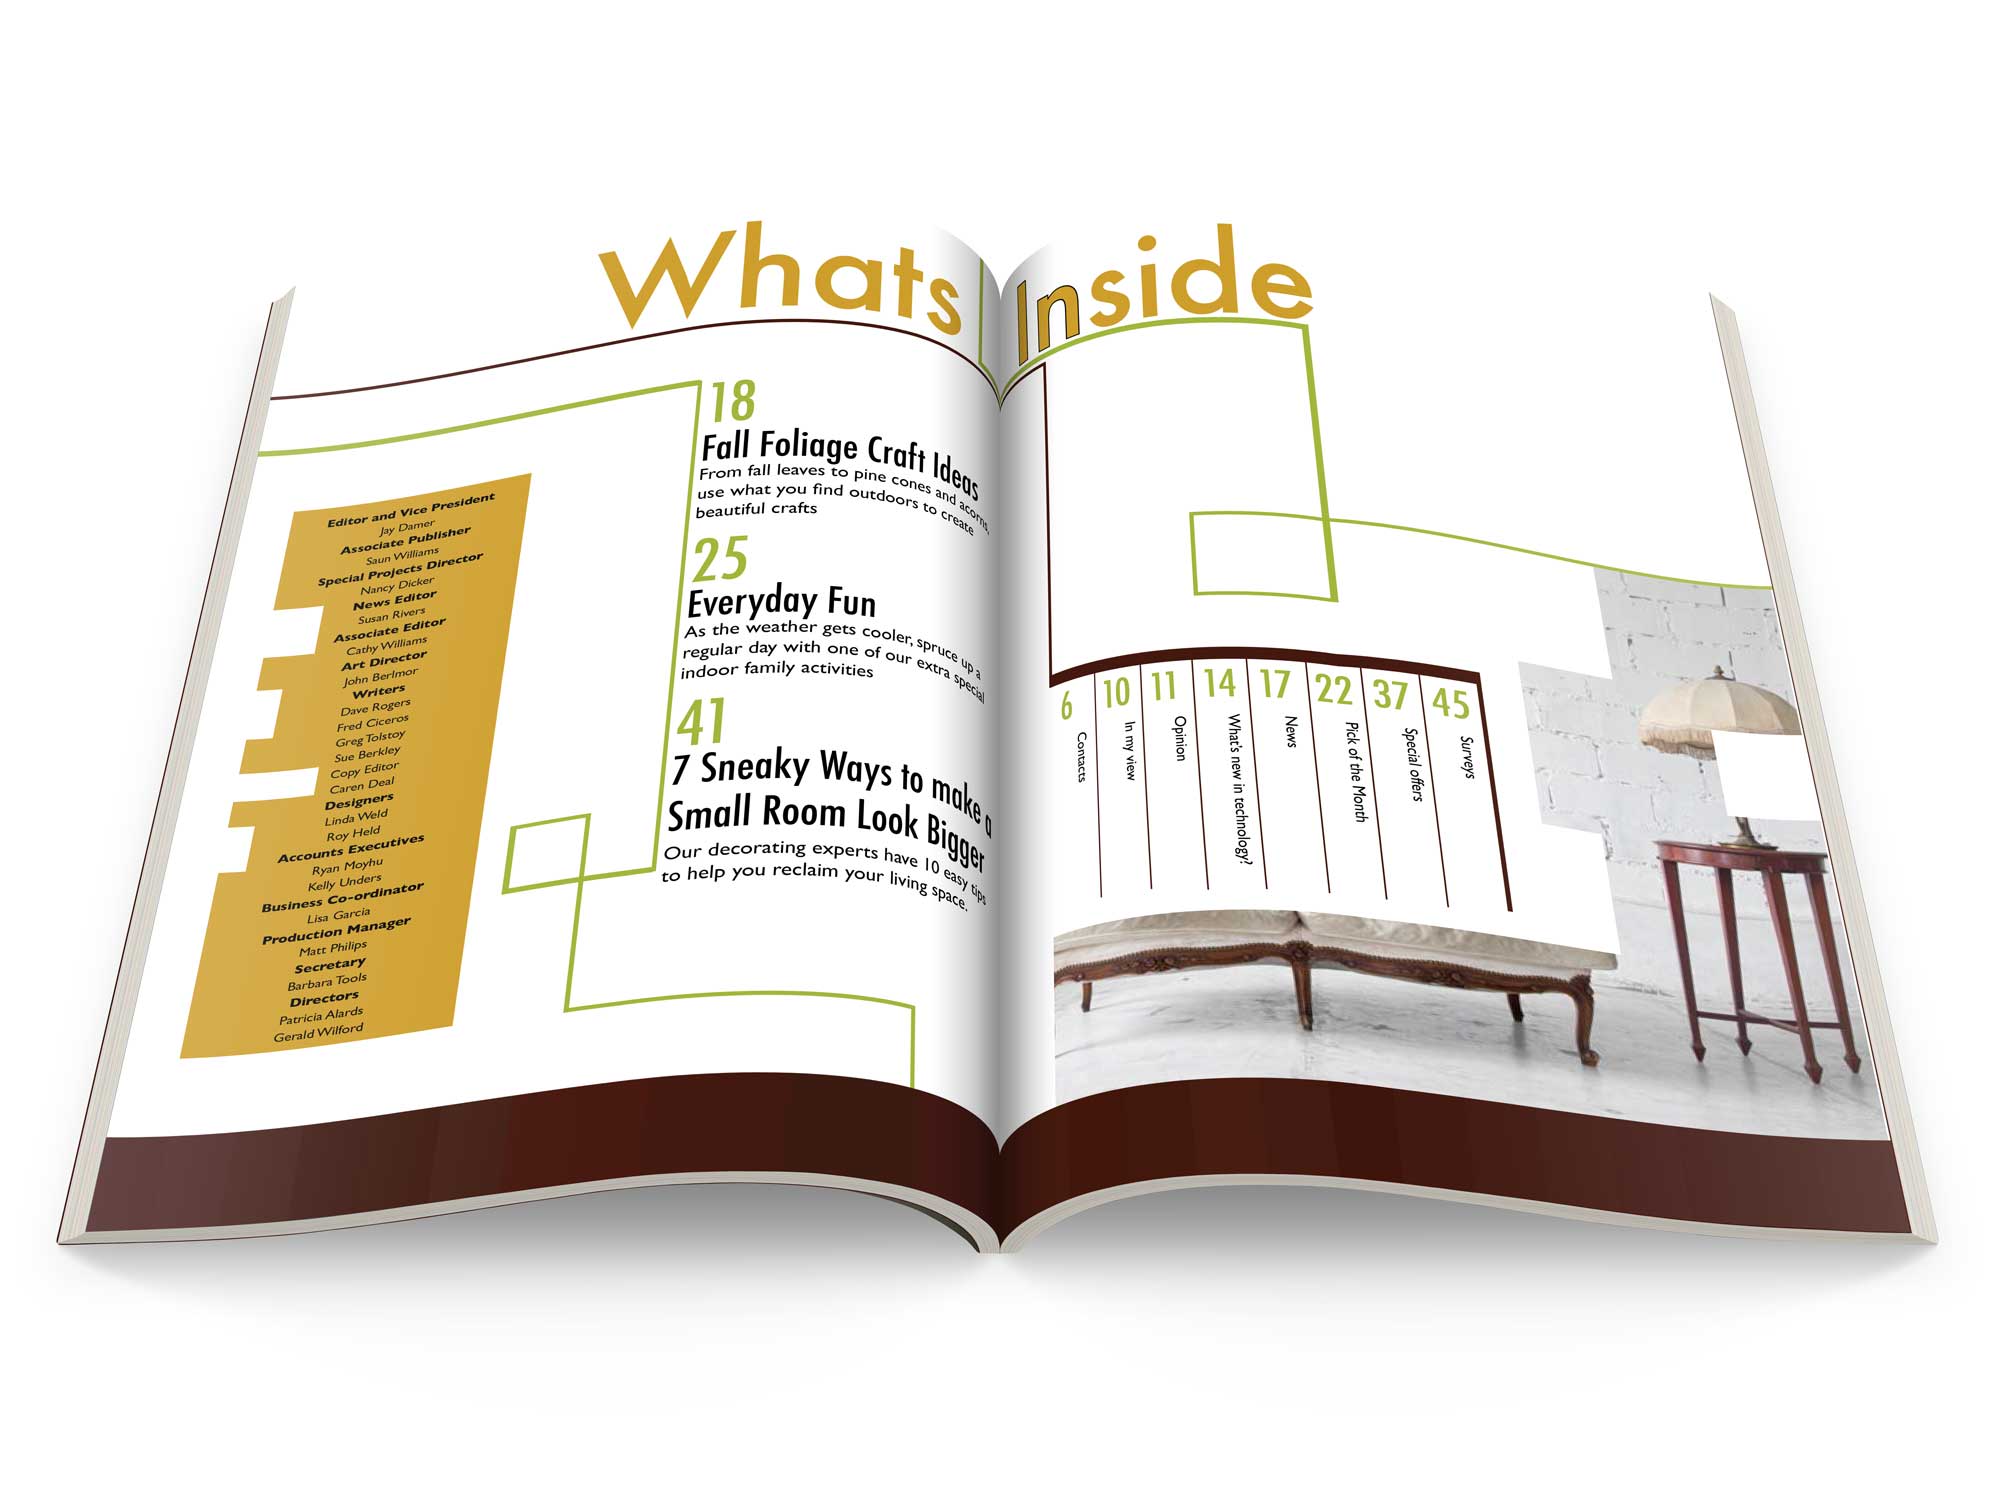 Whats Inside
Editor and Vice President
Jay Damer
Associate Publisher
Saun Williams
Special Projects Director
Nancy Dicker
News Editor
Susan Rivers
Associate Editor
Cathy Williams
Art Director
John Berlmor
Writers
Dave Rogers
Fred Ciceros
Greg Tolstoy
Sue Berkley
Copy Editor
Caren Deal
Designers
Linda Weld
Roy Held
Accounts Executives
Ryan Moyhu
Kelly Unders
Business Co-ordinator
Lisa Garcia
Production Manager
Matt Philips
Secretary
Barbara Tools
Directors
Patricia Alards
Gerald Wilford
18
Fall Foliage Craft Ideas
From fall leaves to pine cones and acorns,
use what you find outdoors to create
beautiful crafts
25
Everyday Fun
As the weather gets cooler, spruce up a
regular day with one of our extra special
indoor family activities
41
7 Sneaky Ways to make a
Small Room Look Bigger
Our decorating experts have 10 easy tips
to help you reclaim your living space.
6
Contacts
10
In my view
11
Opinion
14
What's new in technology?
17
News
22
Pick of the Month
37
Special offers
45
Surveys